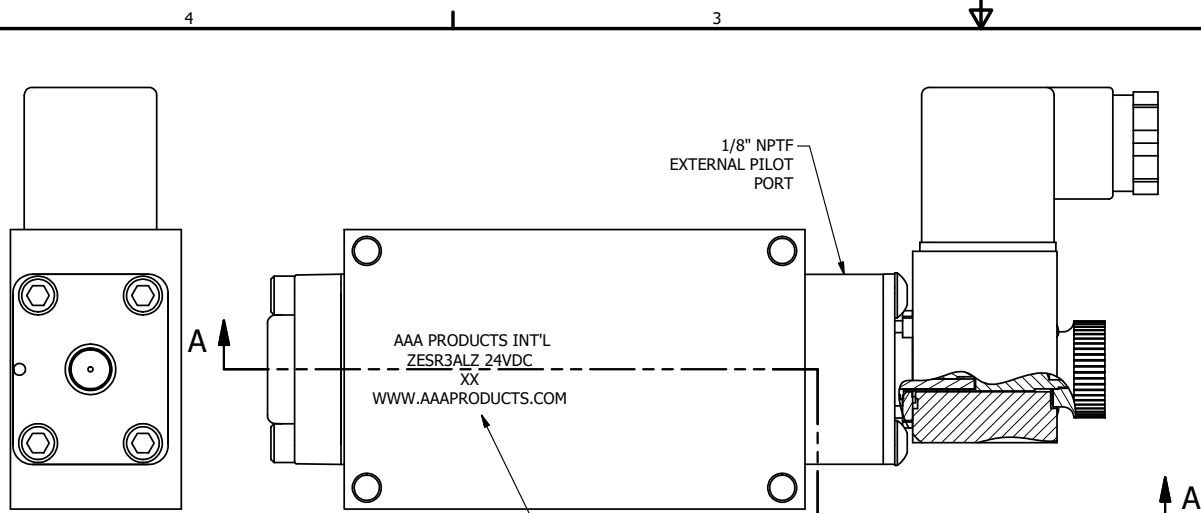 4
3
1/8" NPTF
EXTERNAL PILOT
PORT
A
AAA PRODUCTS INT'L
ZESR3ALZ 24VDC
XX
WWW.AAAPRODUCTS.COM
A